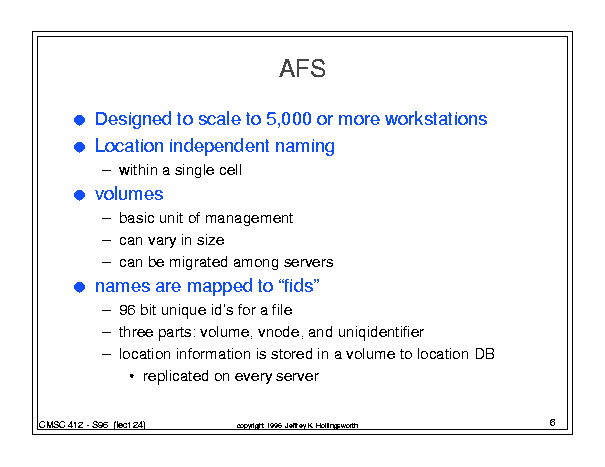 AFS
● Designed to scale to 5,000 or more workstations
● Location independent naming
– within a single cell
● volumes
– basic unit of management
– can vary in size
– can be migrated among servers
● names are mapped to “fids”
– 96 bit unique id's for a file
– three parts: volume, vnode, and uniqidentifier
– location information is stored in a volume to location DB
• replicated on every server
CMSC 412 - S96 (lect24)
copyright 1996 Jeffrey K. Hollingsworth
6